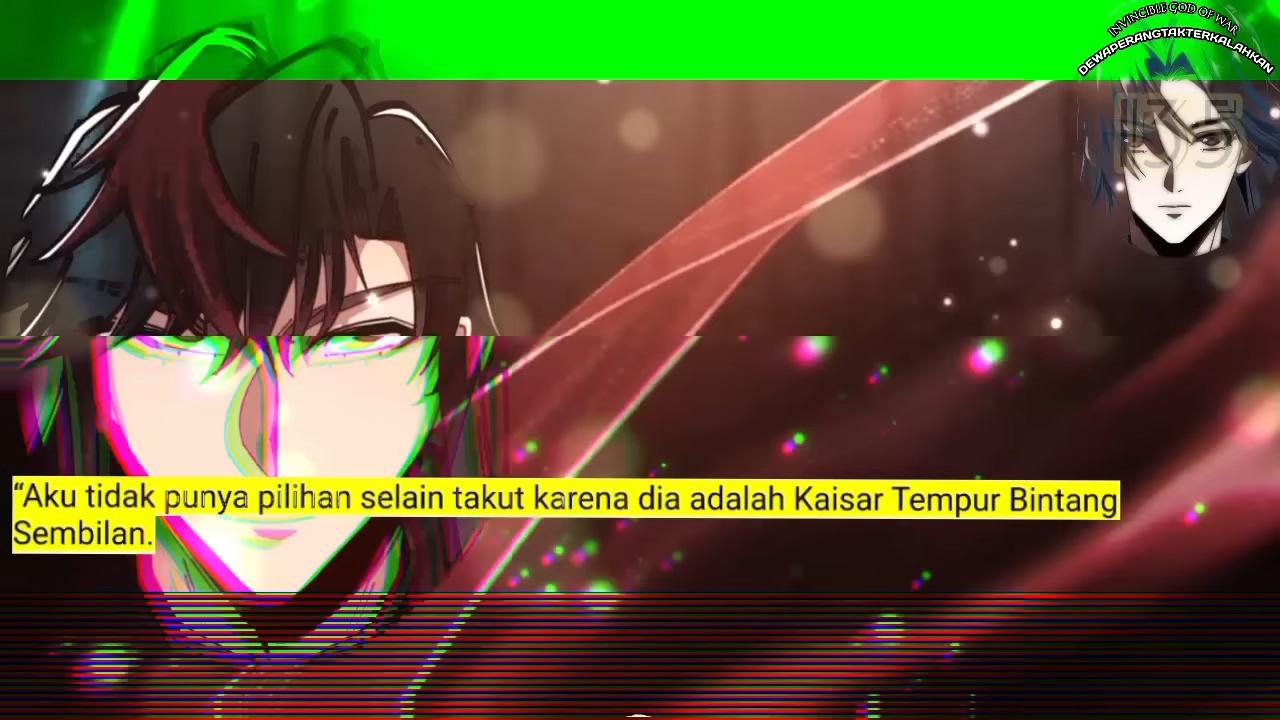 INVINCIBLE GOD OF WAR
DEWAPERANGTAKTERKALAHKAN
“Aku tidak punya pilihan selain takut karena dia adalah Kaisar Tempur Bintang
Sembilan.